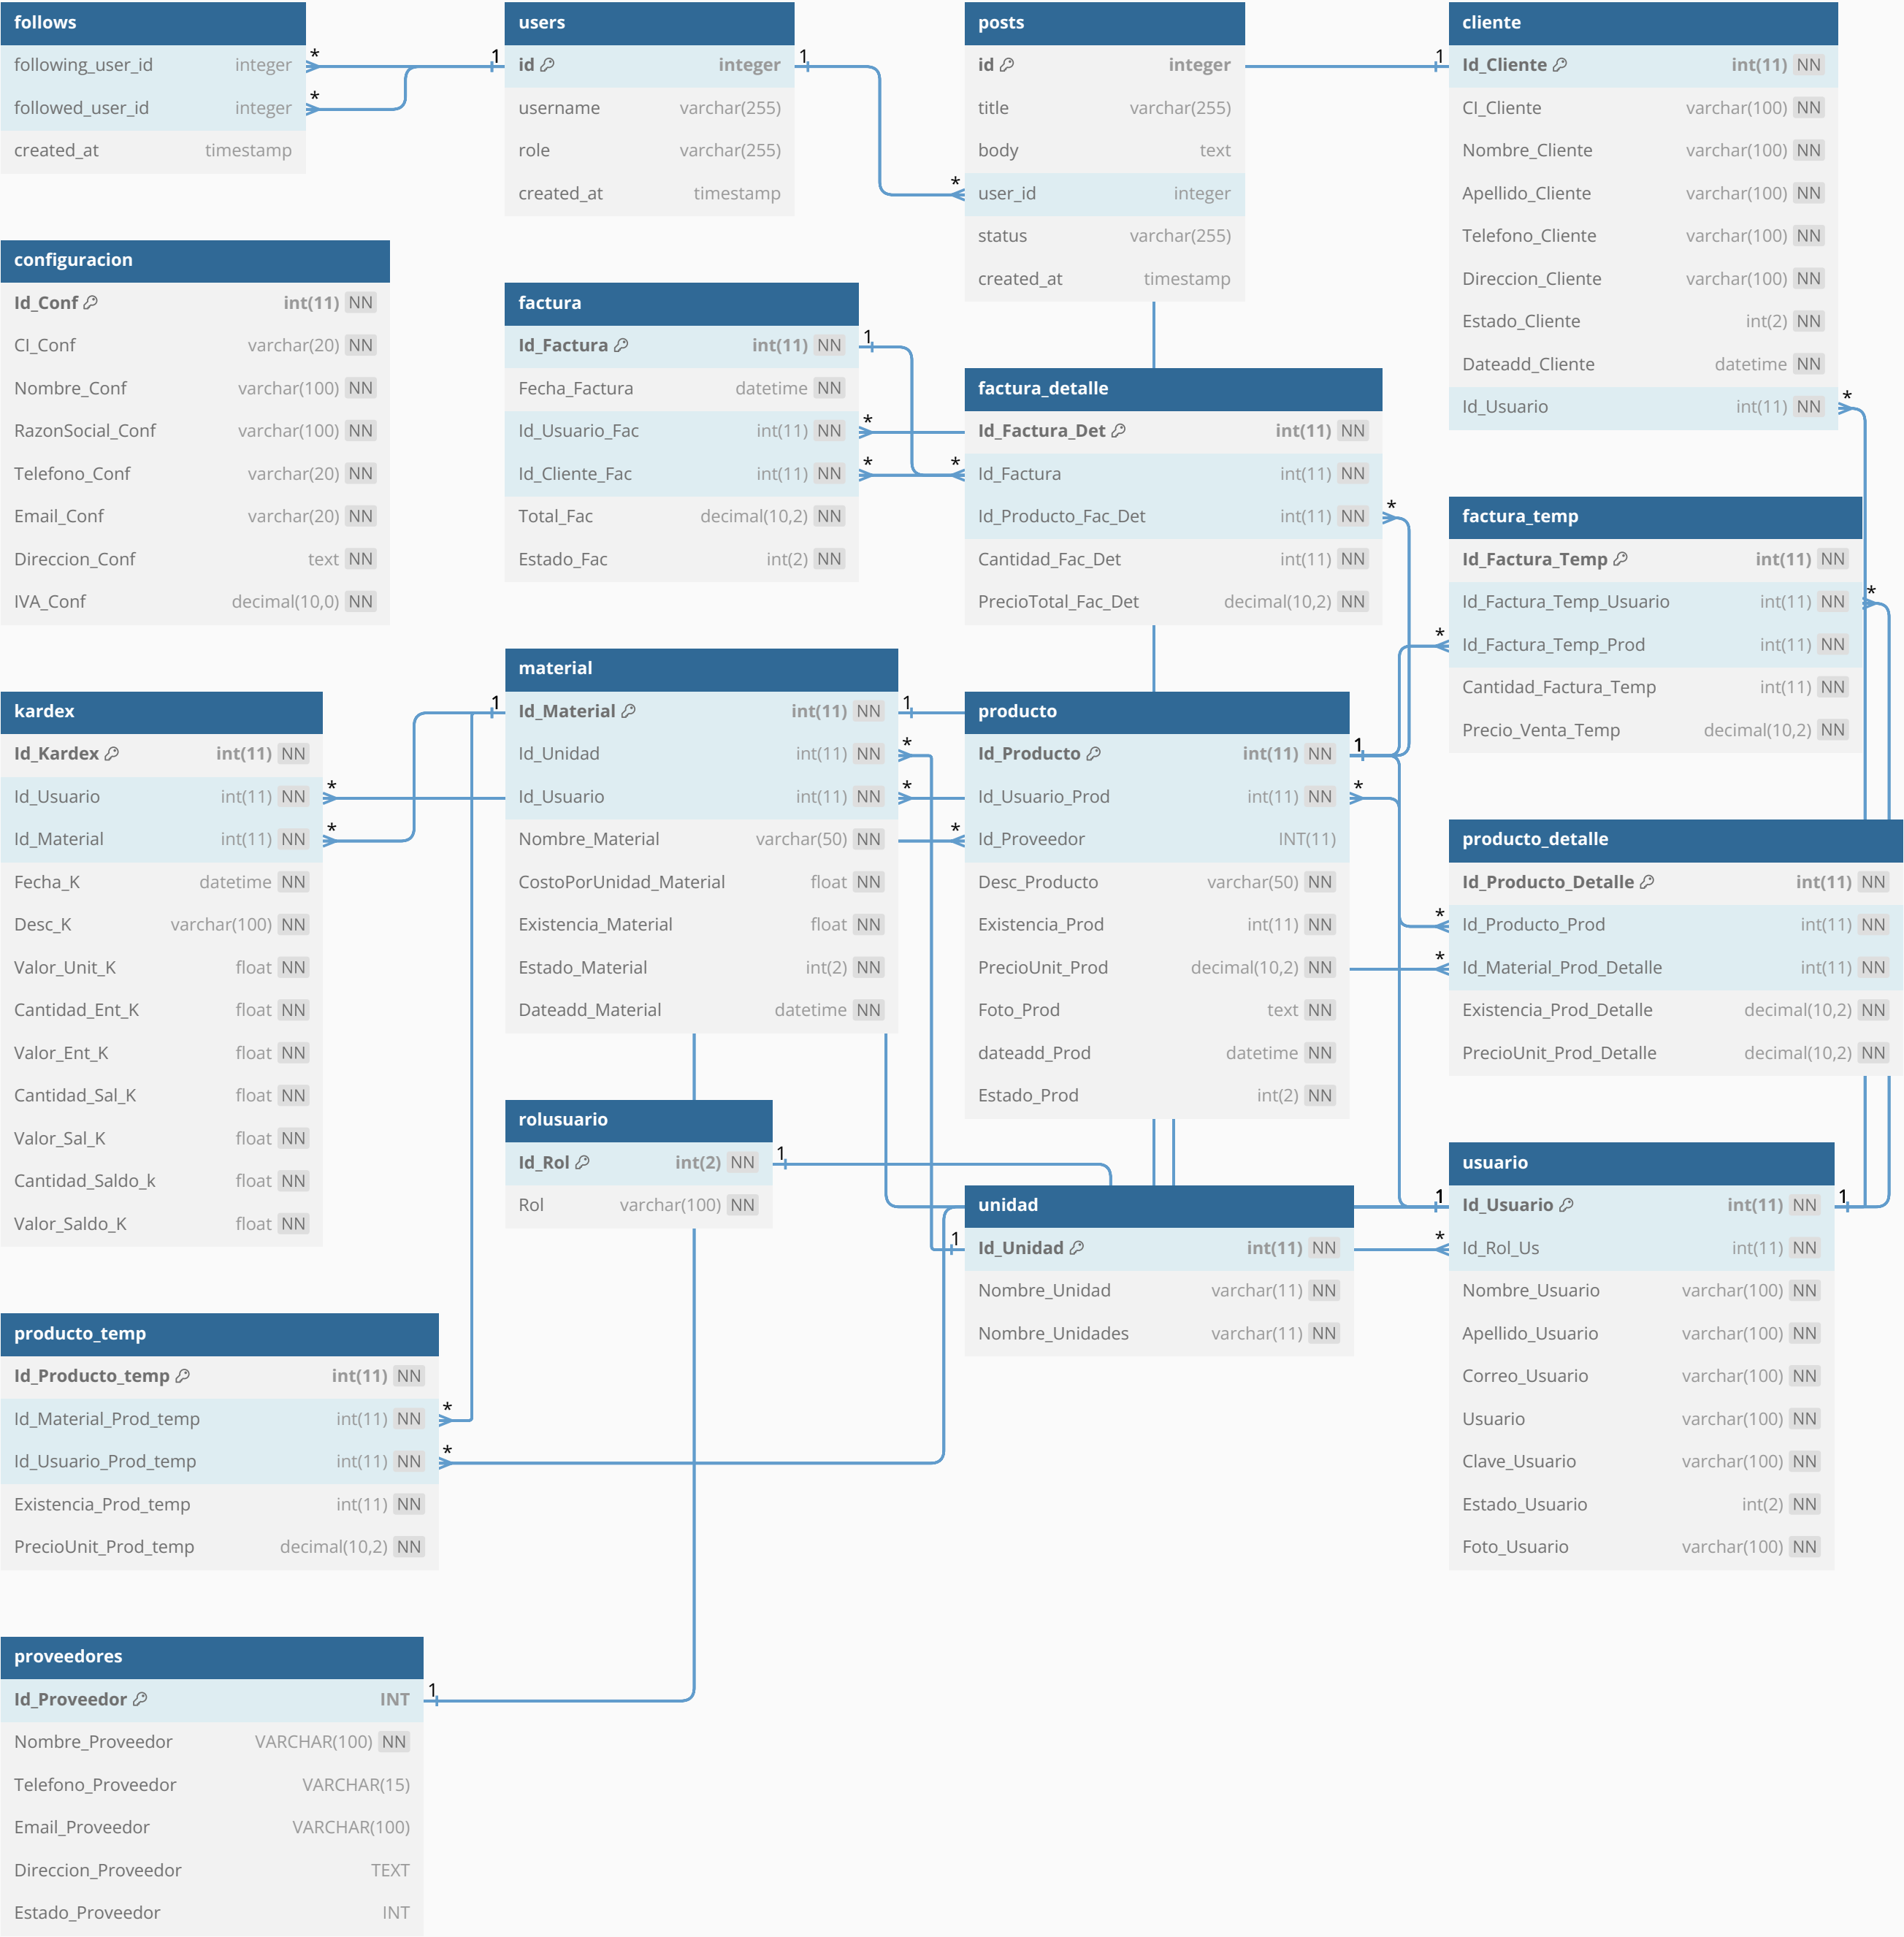 follows
following_user_id integer
followed_user_id integer
created_at timestamp
* 1
*
users
id integer
username varchar(255)
role varchar(255)
created_at timestamp
1
*
posts
id integer
title varchar(255)
body text
user_id integer
status varchar(255)
created_at timestamp
1
cliente
Id_Cliente int(11) NN
CI_Cliente varchar(100) NN
Nombre_Cliente varchar(100) NN
Apellido_Cliente varchar(100) NN
Telefono_Cliente varchar(100) NN
Direccion_Cliente varchar(100) NN
Estado_Cliente int(2) NN
Dateadd_Cliente datetime NN
Id_Usuario int(11) NN *
configuracion
Id_Conf int(11) NN
CI_Conf varchar(20) NN
Nombre_Conf varchar(100) NN
RazonSocial_Conf varchar(100) NN
Telefono_Conf varchar(20) NN
Email_Conf varchar(20) NN
Direccion_Conf text NN
IVA_Conf decimal(10,0) NN
factura
Id_Factura int(11) NN 1
Fecha_Factura datetime NN
Id_Usuario_Fac int(11) NN *
Id_Cliente_Fac int(11) NN * *
Total_Fac decimal(10,2) NN
Estado_Fac int(2) NN
factura_detalle
Id_Factura_Det int(11) NN
Id_Factura int(11) NN
Id_Producto_Fac_Det int(11) NN *
Cantidad_Fac_Det int(11) NN
PrecioTotal_Fac_Det decimal(10,2) NN
factura_temp
Id_Factura_Temp int(11) NN
Id_Factura_Temp_Usuario int(11) NN *
* Id_Factura_Temp_Prod int(11) NN
Cantidad_Factura_Temp int(11) NN
Precio_Venta_Temp decimal(10,2) NN
kardex
Id_Kardex int(11) NN
Id_Usuario int(11) NN *
Id_Material int(11) NN *
Fecha_K datetime NN
Desc_K varchar(100) NN
Valor_Unit_K float NN
Cantidad_Ent_K float NN
Valor_Ent_K float NN
Cantidad_Sal_K float NN
Valor_Sal_K float NN
Cantidad_Saldo_k float NN
Valor_Saldo_K float NN
material
1 Id_Material int(11) NN 1
Id_Unidad int(11) NN *
Id_Usuario int(11) NN *
Nombre_Material varchar(50) NN *
CostoPorUnidad_Material float NN
Existencia_Material float NN
Estado_Material int(2) NN
Dateadd_Material datetime NN
producto
Id_Producto int(11) NN 1
Id_Usuario_Prod int(11) NN *
Id_Proveedor INT(11)
Desc_Producto varchar(50) NN
Existencia_Prod int(11) NN
PrecioUnit_Prod decimal(10,2) NN
Foto_Prod text NN
dateadd_Prod datetime NN
Estado_Prod int(2) NN
producto_detalle
Id_Producto_Detalle int(11) NN
* Id_Producto_Prod int(11) NN
* Id_Material_Prod_Detalle int(11) NN
Existencia_Prod_Detalle decimal(10,2) NN
PrecioUnit_Prod_Detalle decimal(10,2) NN
rolusuario
Id_Rol int(2) NN 1
Rol varchar(100) NN
unidad
1 Id_Unidad int(11) NN
Nombre_Unidad varchar(11) NN
Nombre_Unidades varchar(11) NN
usuario
1 Id_Usuario int(11) NN 1
* Id_Rol_Us int(11) NN
Nombre_Usuario varchar(100) NN
Apellido_Usuario varchar(100) NN
Correo_Usuario varchar(100) NN
Usuario varchar(100) NN
Clave_Usuario varchar(100) NN
Estado_Usuario int(2) NN
Foto_Usuario varchar(100) NN
producto_temp
Id_Producto_temp int(11) NN
Id_Material_Prod_temp int(11) NN *
Id_Usuario_Prod_temp int(11) NN *
Existencia_Prod_temp int(11) NN
PrecioUnit_Prod_temp decimal(10,2) NN
proveedores
Id_Proveedor INT 1
Nombre_Proveedor VARCHAR(100) NN
Telefono_Proveedor VARCHAR(15)
Email_Proveedor VARCHAR(100)
Direccion_Proveedor TEXT
Estado_Proveedor INT